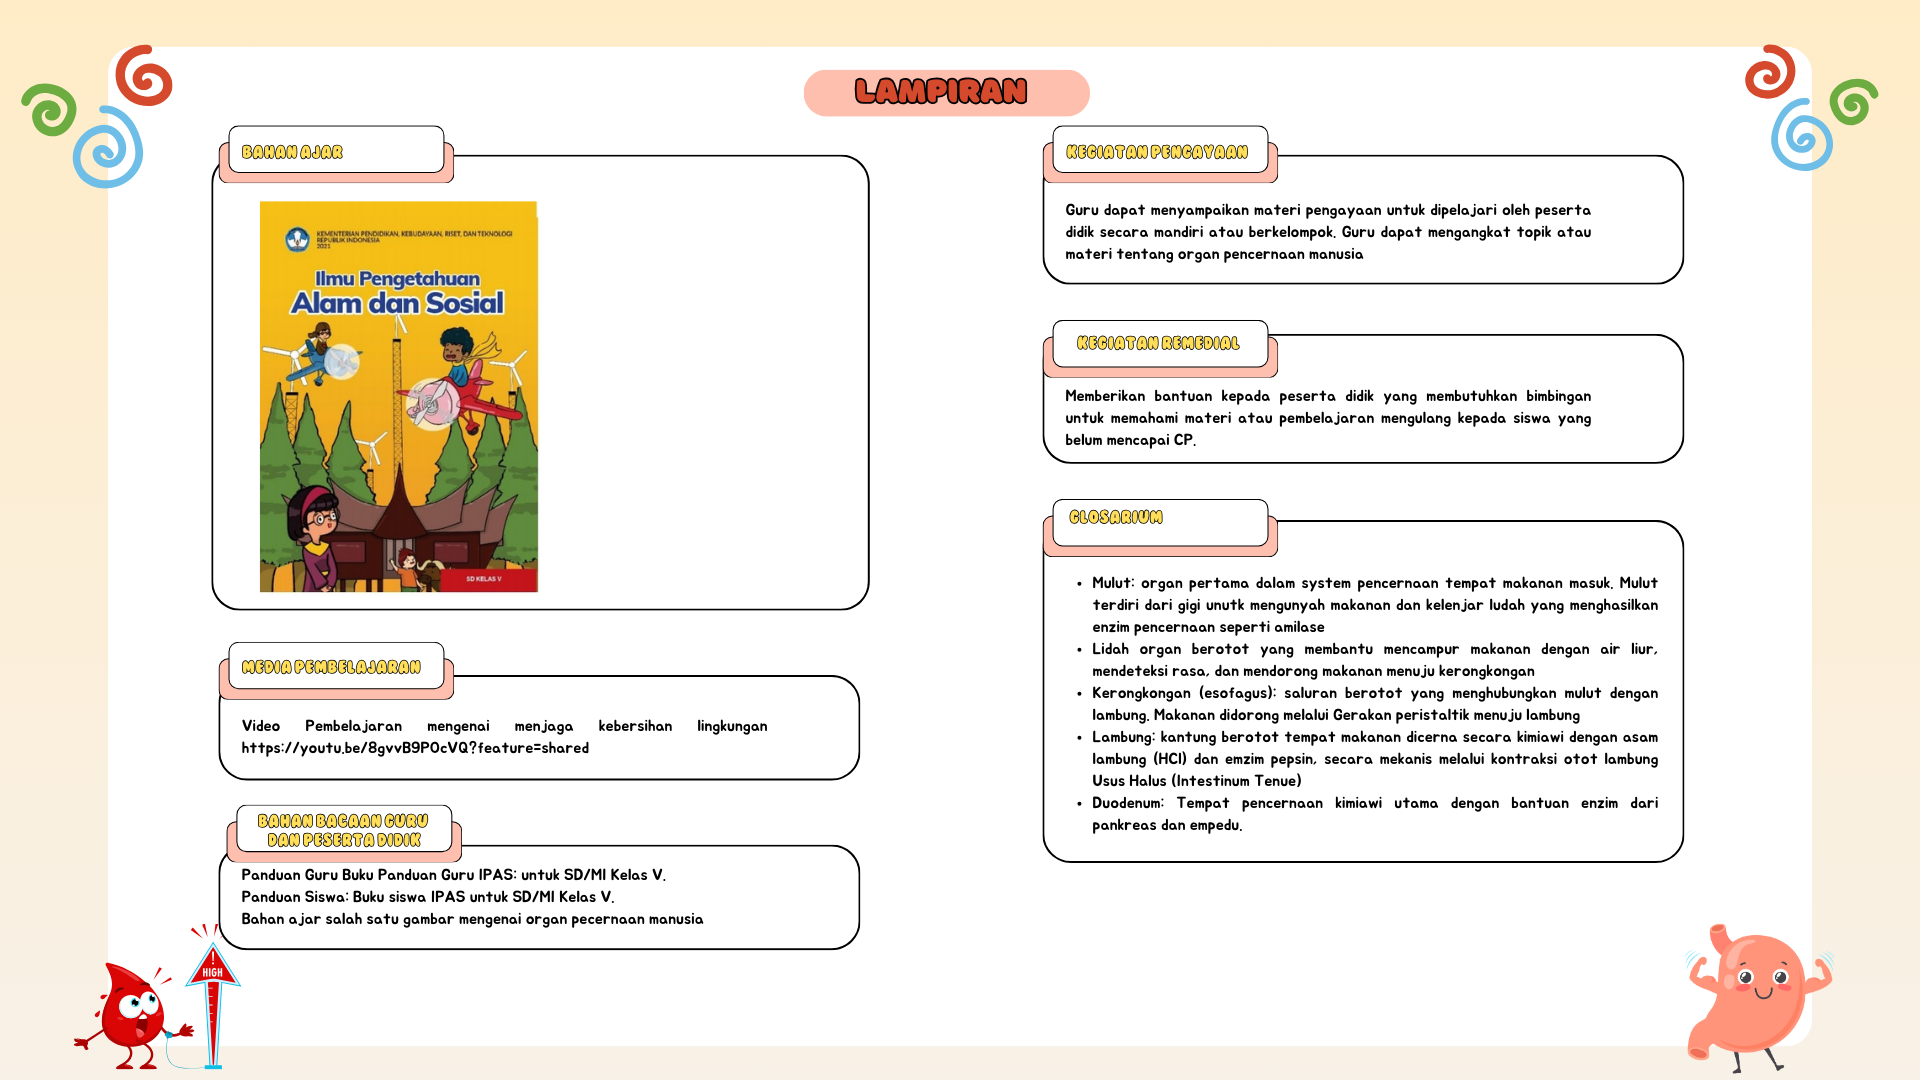 LAMPIRAN
BAHAN AJAR
KEMENTERIAN PENDIDIKAN, KEBUDAYAAN, RISET, DAN TEKNOLOGI
REPUBLIK INDONESIA
2021
Ilmu Pengetahuan
Alam dan Sosial
SD KELAS V
MEDIA PEMBELAJARAN
Video Pembelajaran mengenai menjaga kebersihan lingkungan
https://youtu.be/8gvvB9P0cVQ?feature=shared
BAHAN BACAAN GURU
DAN PESERTA DIDIK
Panduan Guru Buku Panduan Guru IPAS: untuk SD/MI Kelas V.
Panduan Siswa: Buku siswa IPAS untuk SD/MI Kelas V.
Bahan ajar salah satu gambar mengenai organ pecernaan manusia
!
HIGH
KEGIATAN PENGAYAAN
Guru dapat menyampaikan materi pengayaan untuk dipelajari oleh peserta
didik secara mandiri atau berkelompok. Guru dapat mengangkat topik atau
materi tentang organ pencernaan manusia
KEGIATAN REMEDIAL
Memberikan bantuan kepada peserta didik yang membutuhkan bimbingan
untuk memahami materi atau pembelajaran mengulang kepada siswa yang
belum mencapai CP.
GLOSARIUM
• Mulut: organ pertama dalam system pencernaan tempat makanan masuk. Mulut
terdiri dari gigi unutk mengunyah makanan dan kelenjar ludah yang menghasilkan
enzim pencernaan seperti amilase
• Lidah organ berotot yang membantu mencampur makanan dengan air liur,
mendeteksi rasa, dan mendorong makanan menuju kerongkongan
• Kerongkongan (esofagus): saluran berotot yang menghubungkan mulut dengan
lambung. Makanan didorong melalui Gerakan peristaltik menuju lambung
• Lambung: kantung berotot tempat makanan dicerna secara kimiawi dengan asam
lambung (HCl) dan emzim pepsin, secara mekanis melalui kontraksi otot lambung
Usus Halus (Intestinum Tenue)
• Duodenum: Tempat pencernaan kimiawi utama dengan bantuan enzim dari
pankreas dan empedu.